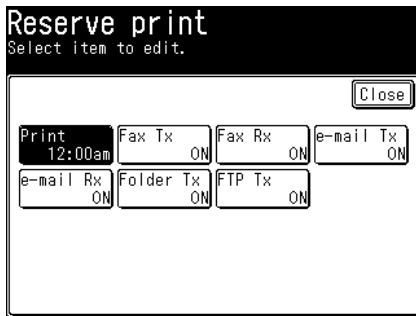 Reserve print
Select item to edit.
Close
Print
12:00am
Fax Tx
ON
Fax Rx
ON
e-mail Tx
ON
e-mail Rx
ON
Folder Tx
ON
FTP Tx
ON